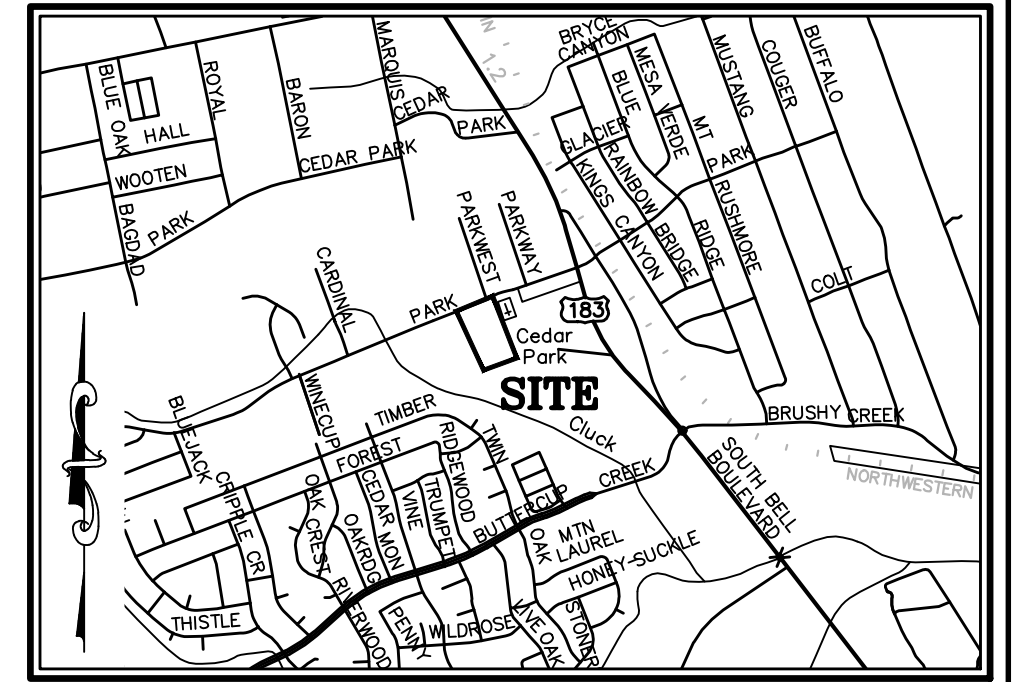 IN - 1.2
BRYCE
CANYON
BLUE
MESA VERDE
MT
RUSHMORE
MUSTANG
COUGER
BUFFALO
BLUE OAK
ROYAL
BARON
MARQUIS
CEDAR
PARK
HALL
CEDAR PARK
WOOTEN
BAGDAD
PARK
GLACIER
PARK
RAINBOW
BRIDGE
RIDGE
KINGS CANYON
PARKWEST
PARKWAY
CARDINAL
PARK
183
COLT
Cedar
Park
SITE
Cluck
WINECUP
TIMBER
TWIN
BLUEJACK
FOREST
RIDGEWOOD
BRUSHY CREEK
SOUTH BELL
BOULEVARD
NORTHWESTERN
CRIPPLE CR
OAK CREST
CEDAR MON
VINE
TRUMPET
OAKRDG
BUTTERCUP
CREEK
OAK
MTN
LAUREL
HONEY-SUCKLE
THISTLE
RIVERWOOD
PENNY
WILDROSE
LIVE OAK
STONER